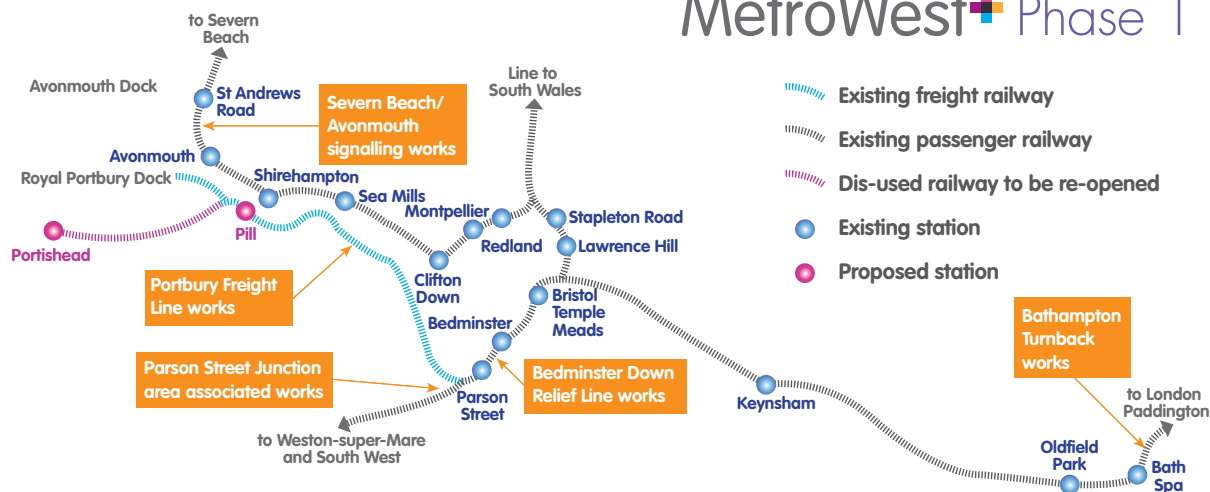 MetroWest Phase 1
to Severn
Beach
Avonmouth Dock
St Andrews
Road
Severn Beach/
Avonmouth
signalling works
Line to
South Wales
Existing freight railway
Existing passenger railway
Dis-used railway to be re-opened
Existing station
Proposed station
Avonmouth
Royal Portbury Dock
Shirehampton
Sea Mills
Montpellier
Redland
Stapleton Road
Lawrence Hill
Portishead
Pill
Clifton
Down
Portbury Freight
Line works
Bristol
Temple
Meads
Bedminster
Parson Street Junction
area associated works
Parson
Street
Bedminster Down
Relief Line works
to Weston-super-Mare
and South West
Keynsham
Bathampton
Turnback
works
to London
Paddington
Oldfield
Park
Bath
Spa